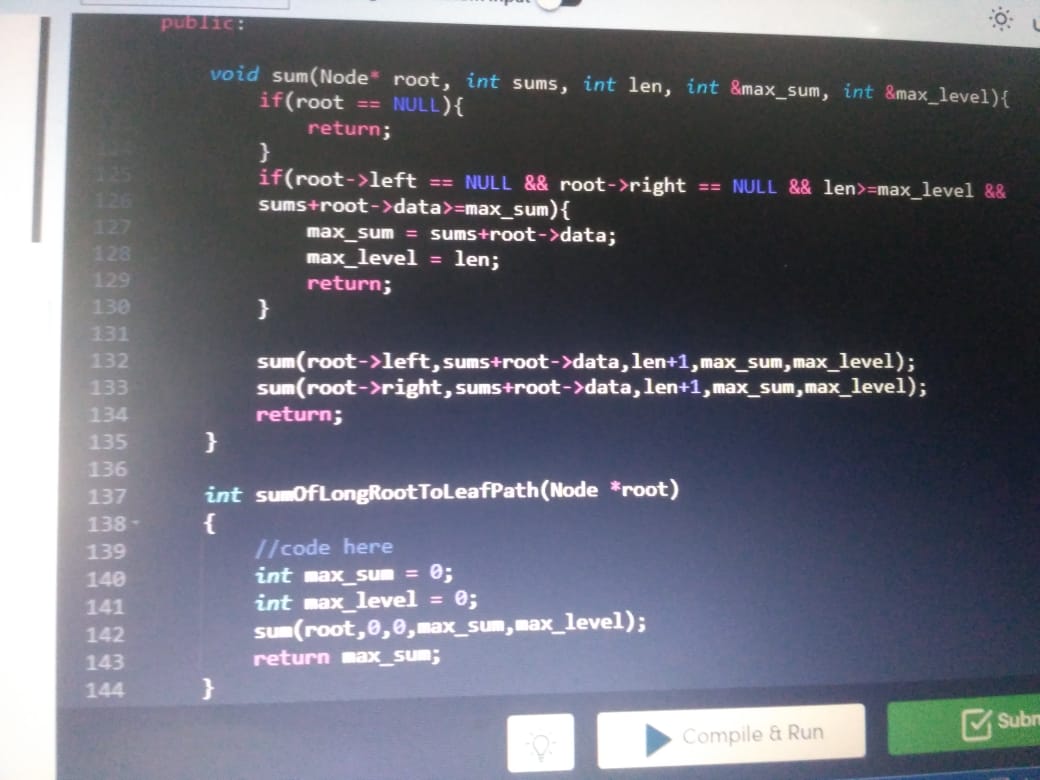 public:
void sum(Node* root, int sums, int len, int &max_sum, int &max_level){
if(root == NULL){
return;
}
125
if(root->left == NULL && root->right == NULL && len>=max_level &&
126
sums+root->data>=max_sum){
127
max_sum = sums+root->data;
128
max_level = len;
129
return;
130
}
131
132
sum(root->left,sums+root->data,len+1,max_sum,max_level);
133
sum(root->right,sums+root->data,len+1,max_sum,max_level);
134
return;
135
}
136
137
int sumOfLongRootToLeafPath(Node *root)
138
{
139
//code here
140
int max_sum = 0;
141
int max_level = 0;
142
sum(root,0,0,max_sum,max_level);
143
return max_sum;
144
}
Compile & Run